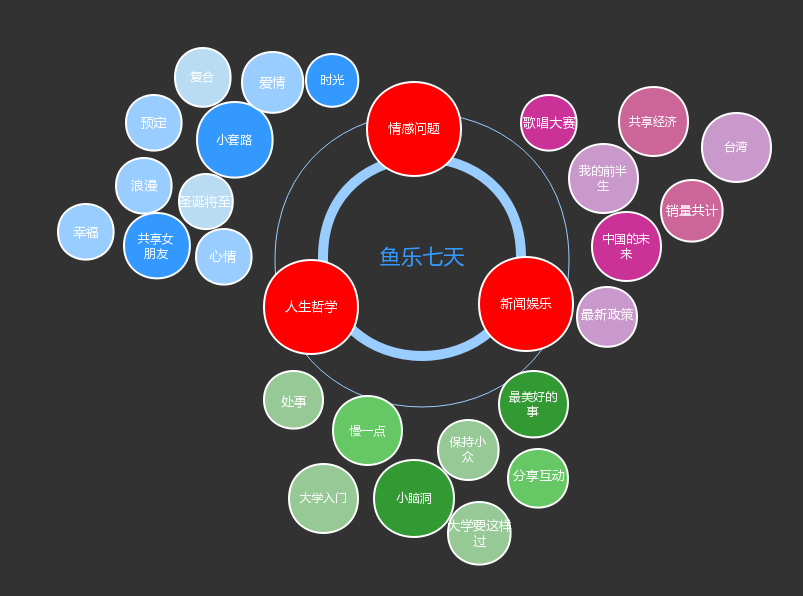 复合
爱情
时光
预定
小套路
浪漫
圣诞将至
幸福
共享女
朋友
心情
情感问题
歌唱大赛
共享经济
台湾
我的前半
生
销量共计
中国的未
来
最新政策
鱼乐七天
人生哲学
新闻娱乐
处事
慢一点
最美好的
事
保持小
众
分享互动
大学入门
小脑洞
大学要这样
过